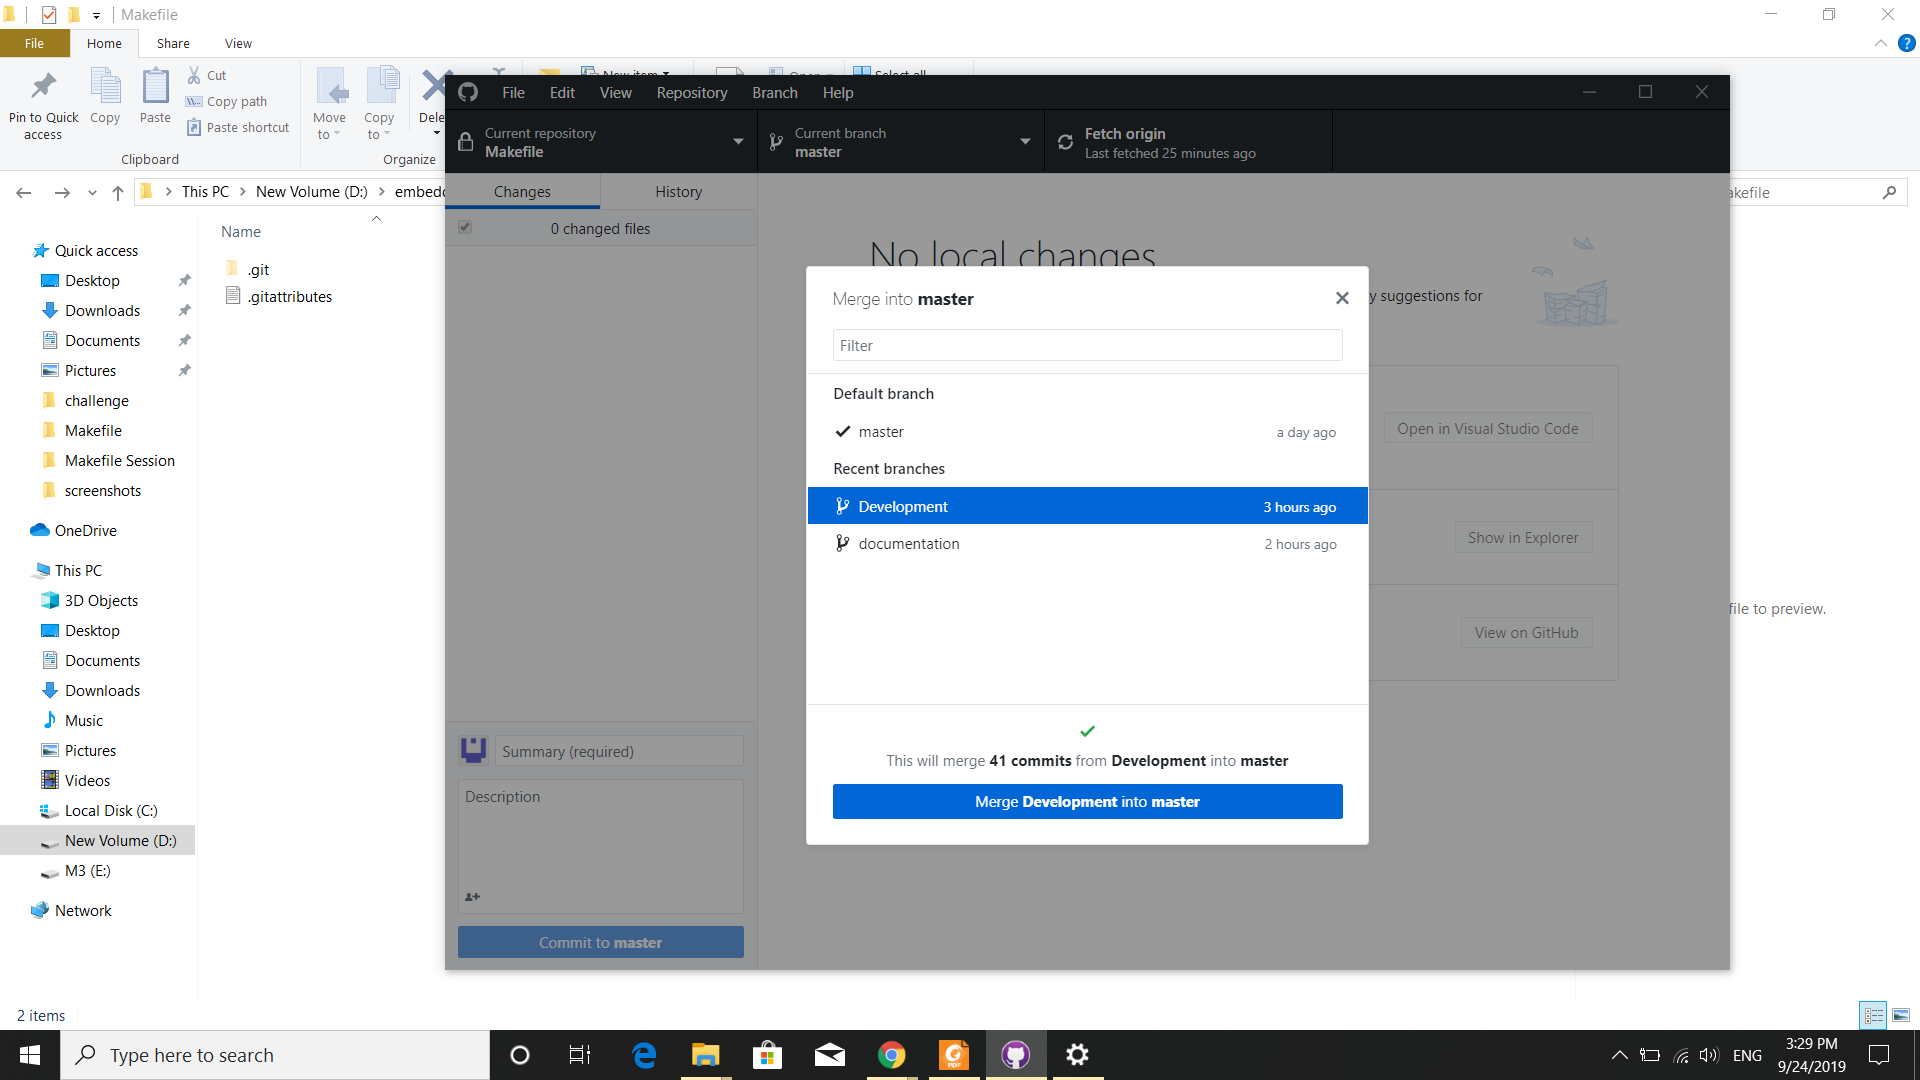 Makefile
File
Home
Share
View
Pin to Quick access
Copy
Paste
Cut
Copy path
Paste shortcut
Clipboard
Move to
Copy to
Organize
New item
Open
Select all
This PC
New Volume (D:)
Name
.git
.gitattributes
Quick access
Desktop
Downloads
Documents
Pictures
challenge
Makefile
Makefile Session
screenshots
OneDrive
This PC
3D Objects
Desktop
Documents
Downloads
Music
Pictures
Videos
Local Disk (C:)
New Volume (D:)
M3 (E:)
Network
2 items
File
Edit
View
Repository
Branch
Help
Current repository
Makefile
Current branch
master
Fetch origin
Last fetched 25 minutes ago
Changes
History
0 changed files
No local changes
suggestions for
Open in Visual Studio Code
Show in Explorer
View on GitHub
file to preview.
Merge into master
Filter
Default branch
master
a day ago
Recent branches
Development
3 hours ago
documentation
2 hours ago
This will merge 41 commits from Development into master
Merge Development into master
Summary (required)
Description
Commit to master
Type here to search
PDF
ENG
3:29 PM
9/24/2019